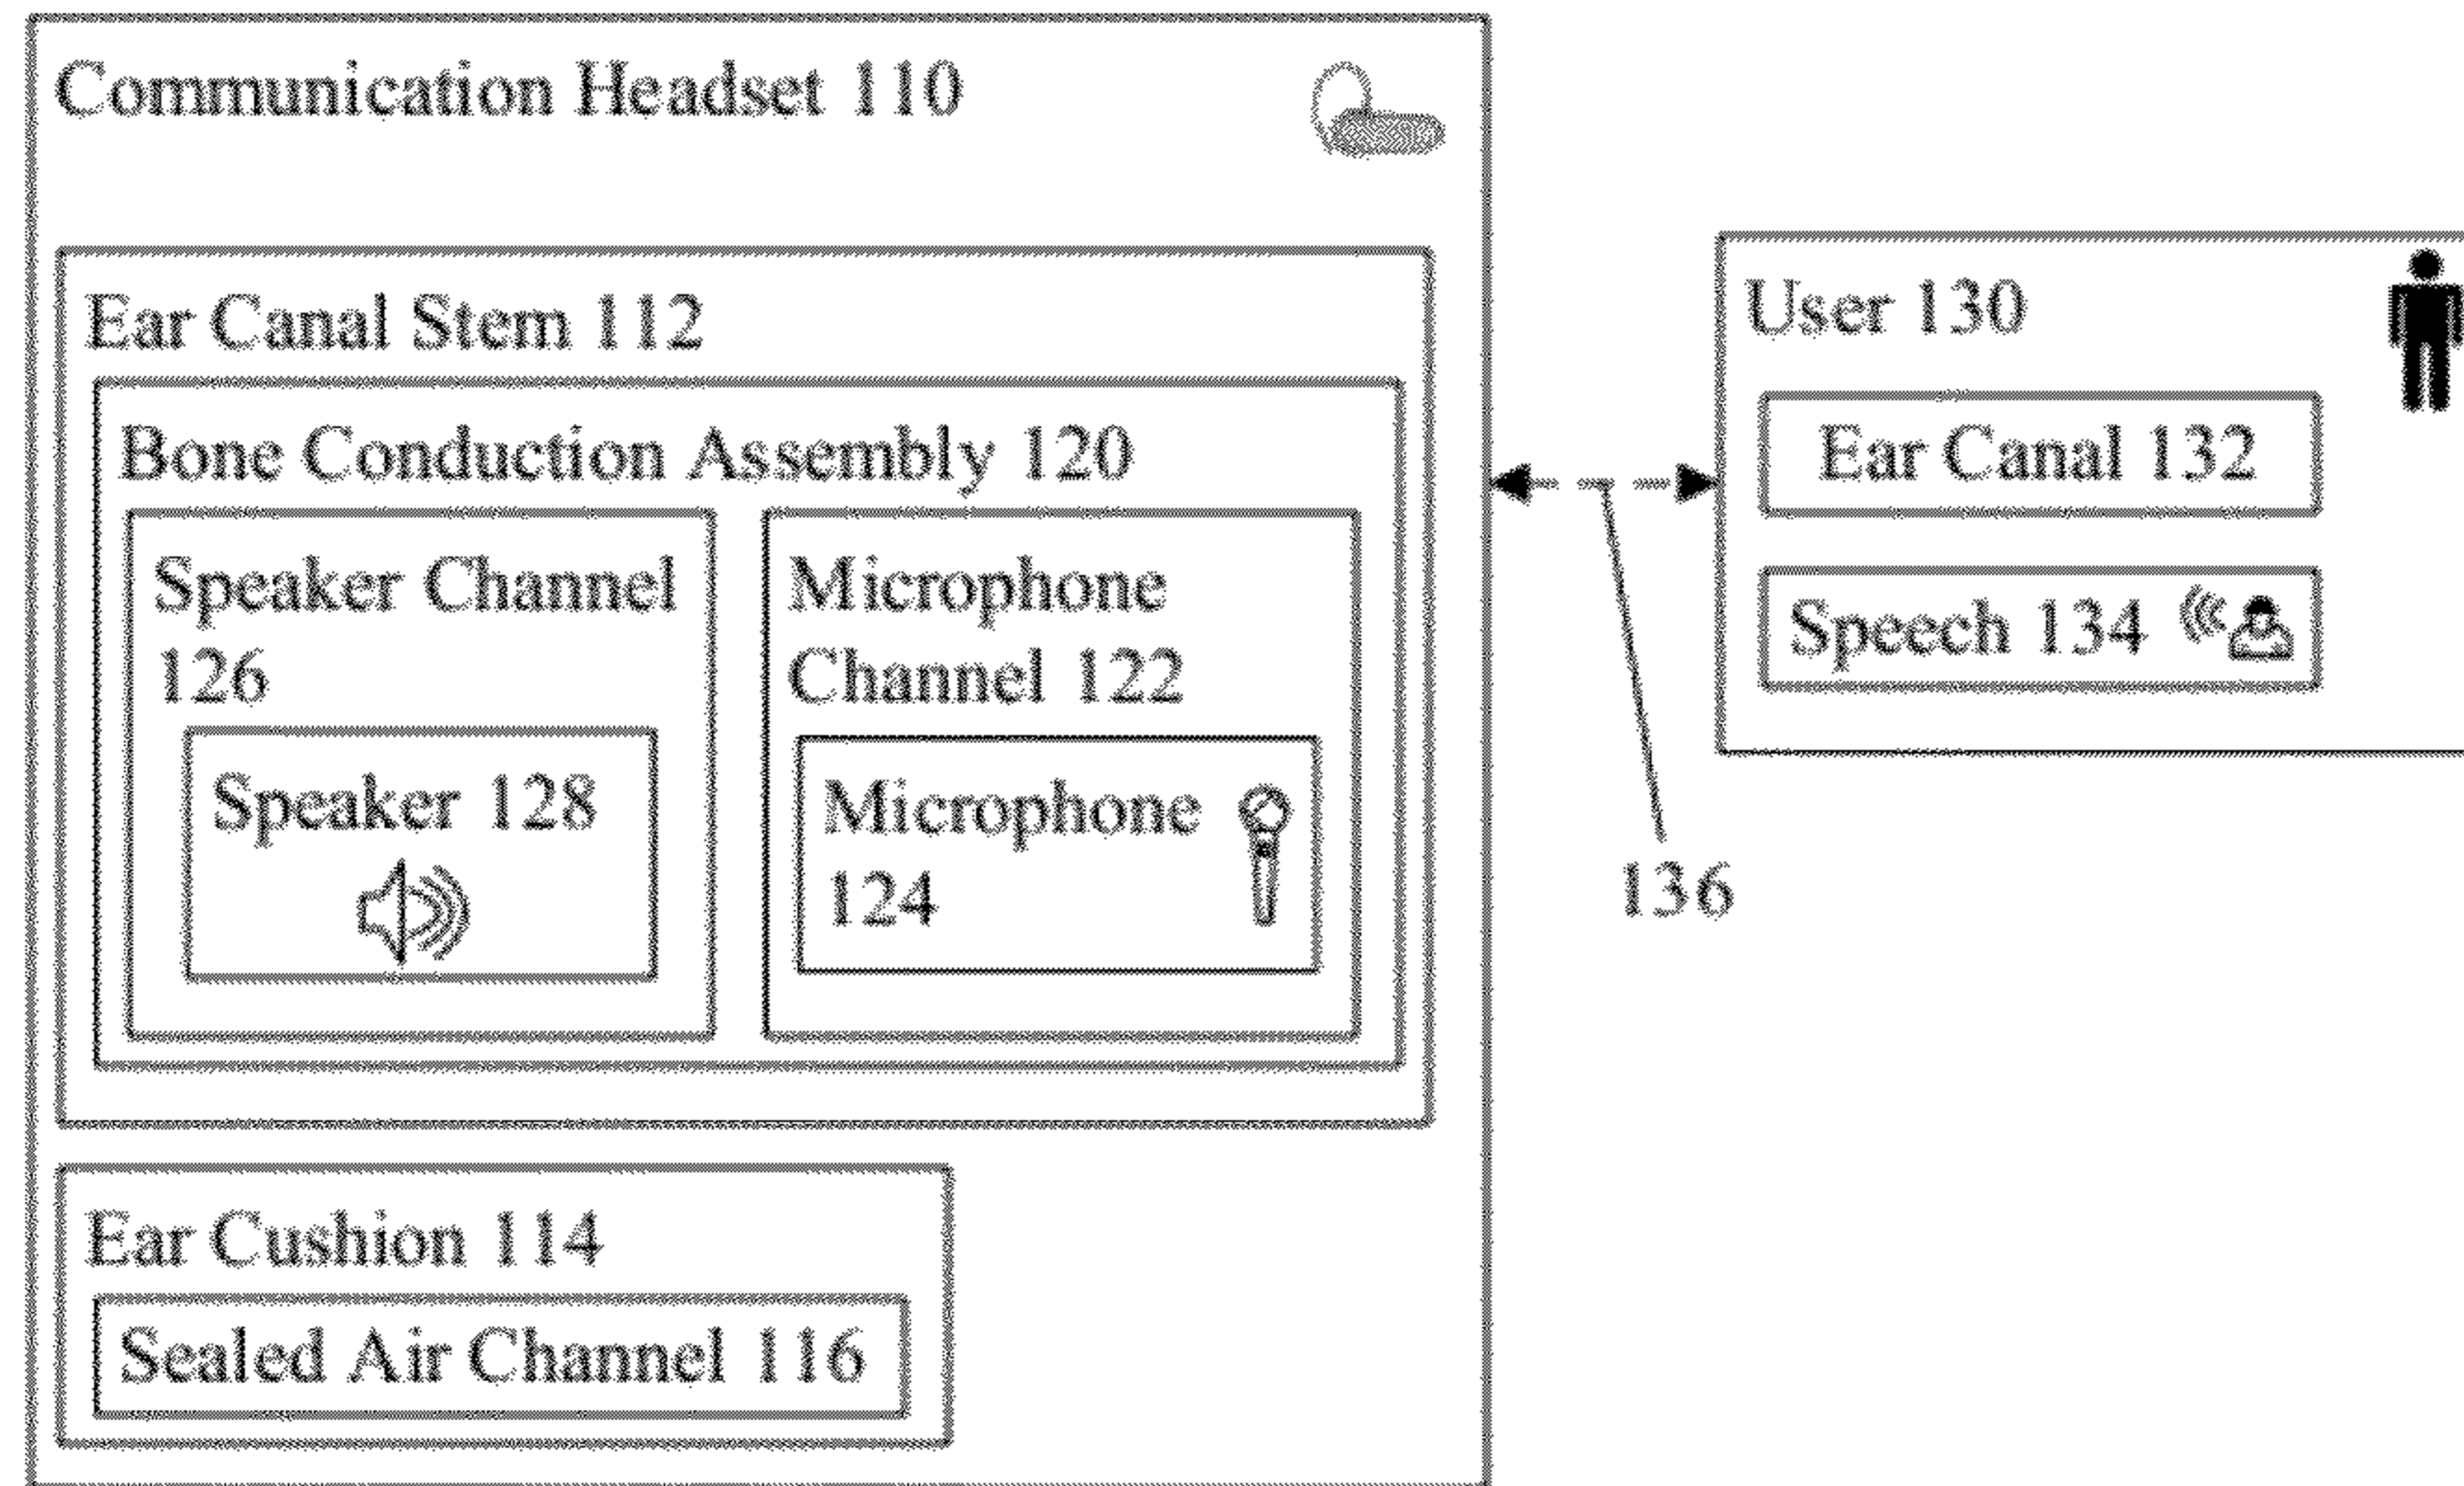 Communication Headset 110
Ear Canal Stem 112
Bone Conduction Assembly 120
Speaker Channel
126
Speaker 128
Microphone
Channel 122
Microphone
124
Ear Cushion 114
Sealed Air Channel 116
136
User 130
Ear Canal 132
Speech 134